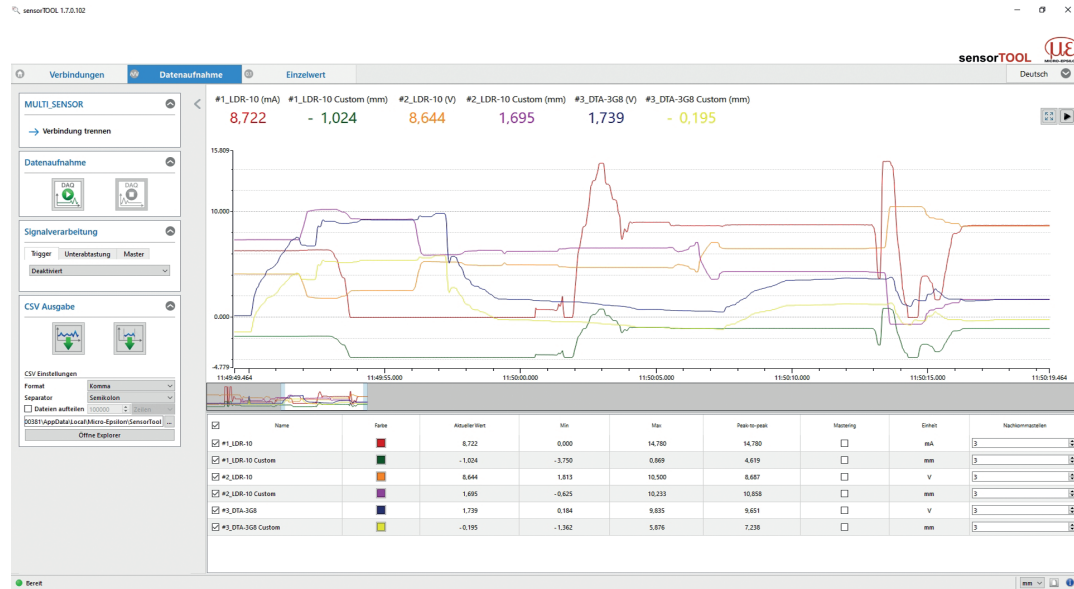 sensorTOOL 1.7.0.102
sensorTOOL
με
MICRO-EPSILON
Verbindungen Datenaufnahme Einzelwert Deutsch
MULTI_SENSOR
Verbindung trennen
Datenaufnahme
DAQ DAQ
Signalverarbeitung
Trigger Unterabtastung Master
Deaktiviert
CSV Ausgabe
CSV Einstellungen
Format Komma
Separator Semikolon
Dateien aufteilen 100000 Zeilen
00381\AppData\Local\Micro-Epsilon\SensorTool ...
Öffne Explorer
#1_LDR-10 (mA) #1_LDR-10 Custom (mm) #2_LDR-10 (V) #2_LDR-10 Custom (mm) #3_DTA-3G8 (V) #3_DTA-3G8 Custom (mm)
8,722 - 1,024 8,644 1,695 1,739 - 0,195
15.809
10.000
0.000
-4.779
11:49:49.464 11:49:55.000 11:50:00.000 11:50:05.000 11:50:10.000 11:50:15.000 11:50:19.464
Name Farbe Aktueller Wert Min Max Peak-to-peak Mastering Einheit Nachkommastellen
#1_LDR-10 8,722 0,000 14,780 14,780 mA 3
#1_LDR-10 Custom -1,024 -3,750 0,869 4,619 mm 3
#2_LDR-10 8,644 1,813 10,500 8,687 V 3
#2_LDR-10 Custom 1,695 -0,625 10,233 10,858 mm 3
#3_DTA-3G8 1,739 0,184 9,835 9,651 V 3
#3_DTA-3G8 Custom -0,195 -1,362 5,876 7,238 mm 3
Bereit mm